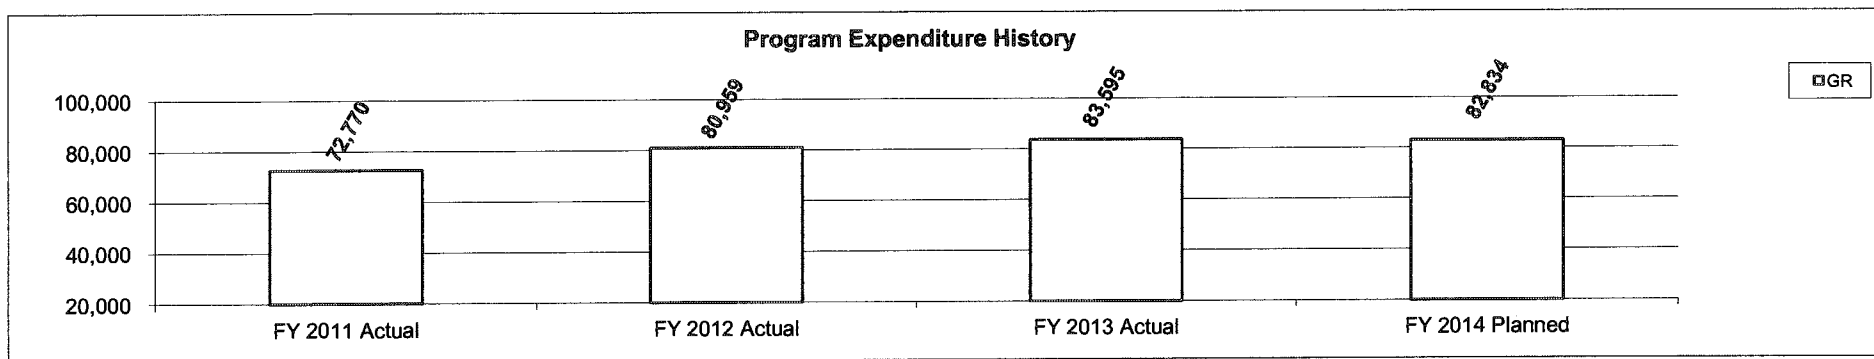 Program Expenditure History
GR
100,000
80,000
60,000
40,000
20,000
72,770
80,959
83,595
82,834
FY 2011 Actual
FY 2012 Actual
FY 2013 Actual
FY 2014 Planned